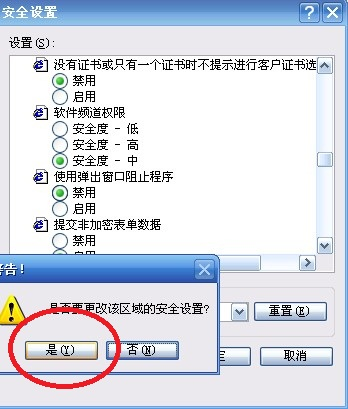 安全设置
设置(S):
没有证书或只有一个证书时不提示进行客户证书选
禁用
启用
软件频道权限
安全度 - 低
安全度 - 高
安全度 - 中
使用弹出窗口阻止程序
禁用
启用
提交非加密表单数据
禁用
告!
是否要更改该区域的安全设置?
重置(E)
是(Y)
否(N)
定
取消